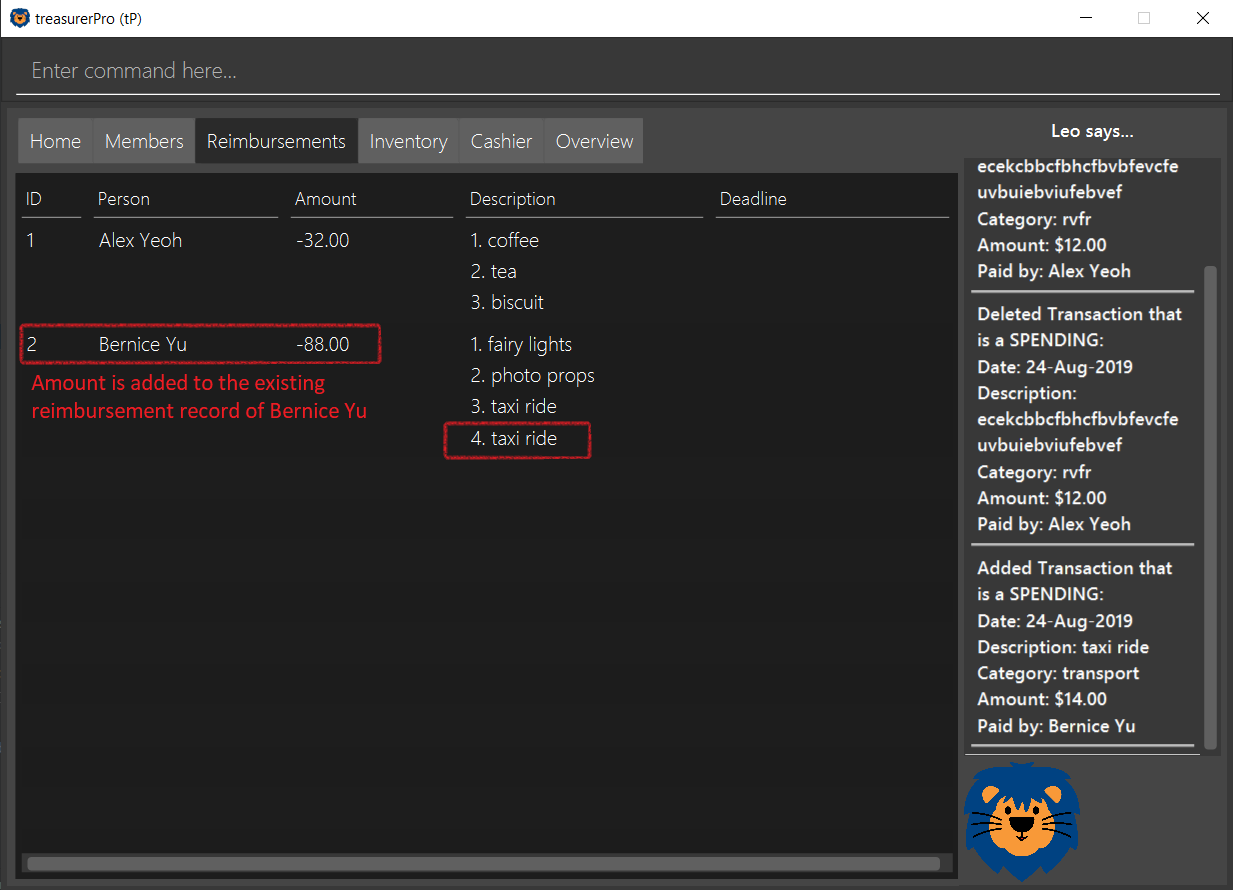 treasurerPro (tP)
Enter command here...
Home Members Reimbursements Inventory Cashier Overview
ID Person Amount Description Deadline
1 Alex Yeoh -32.00 1. coffee
2. tea
3. biscuit
2 Bernice Yu -88.00 1. fairy lights
2. photo props
3. taxi ride
4. taxi ride
Amount is added to the existing
reimbursement record of Bernice Yu
Leo says...
ecekcbbcfbhcfbvbfevcfe
uvbuiebviufebvef
Category: rvfr
Amount: $12.00
Paid by: Alex Yeoh
Deleted Transaction that
is a SPENDING:
Date: 24-Aug-2019
Description:
ecekcbbcfbhcfbvbfevcfe
uvbuiebviufebvef
Category: rvfr
Amount: $12.00
Paid by: Alex Yeoh
Added Transaction that
is a SPENDING:
Date: 24-Aug-2019
Description: taxi ride
Category: transport
Amount: $14.00
Paid by: Bernice Yu